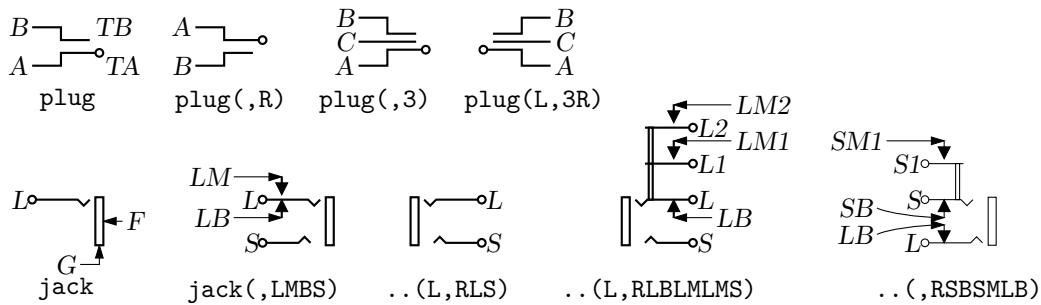 B TB A B B
C C
A TA B A A
plug plug(,R) plug(,3) plug(L,3R)
LM2
L2
LM1 SM1
LM L1 S1
L L L L S
F LB LB SB
S S S LB
L
G
jack jack(,LMBS) ..(L,RLS) ..(L,RLBLMLMS) ..(,RSBSMLB)